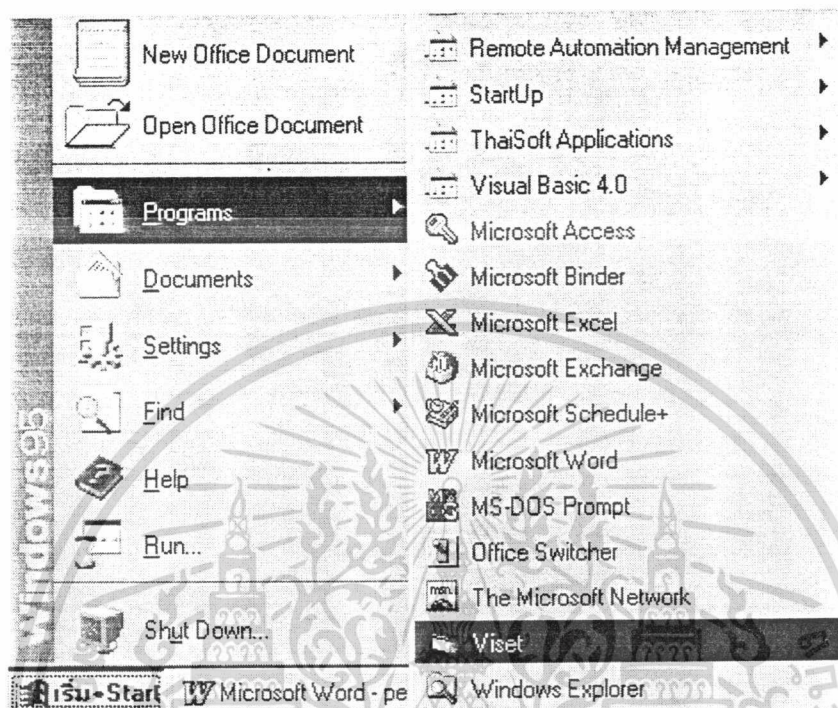 New Office Document
Open Office Document
Programs
Documents
Settings
Find
Help
Run...
Shut Down...
Windows95
Remote Automation Management
StartUp
ThaiSoft Applications
Visual Basic 4.0
Microsoft Access
Microsoft Binder
Microsoft Excel
Microsoft Exchange
Microsoft Schedule+
Microsoft Word
MS-DOS Prompt
Office Switcher
The Microsoft Network
Viset
Windows Explorer
เริ่ม-Start Microsoft Word - pe